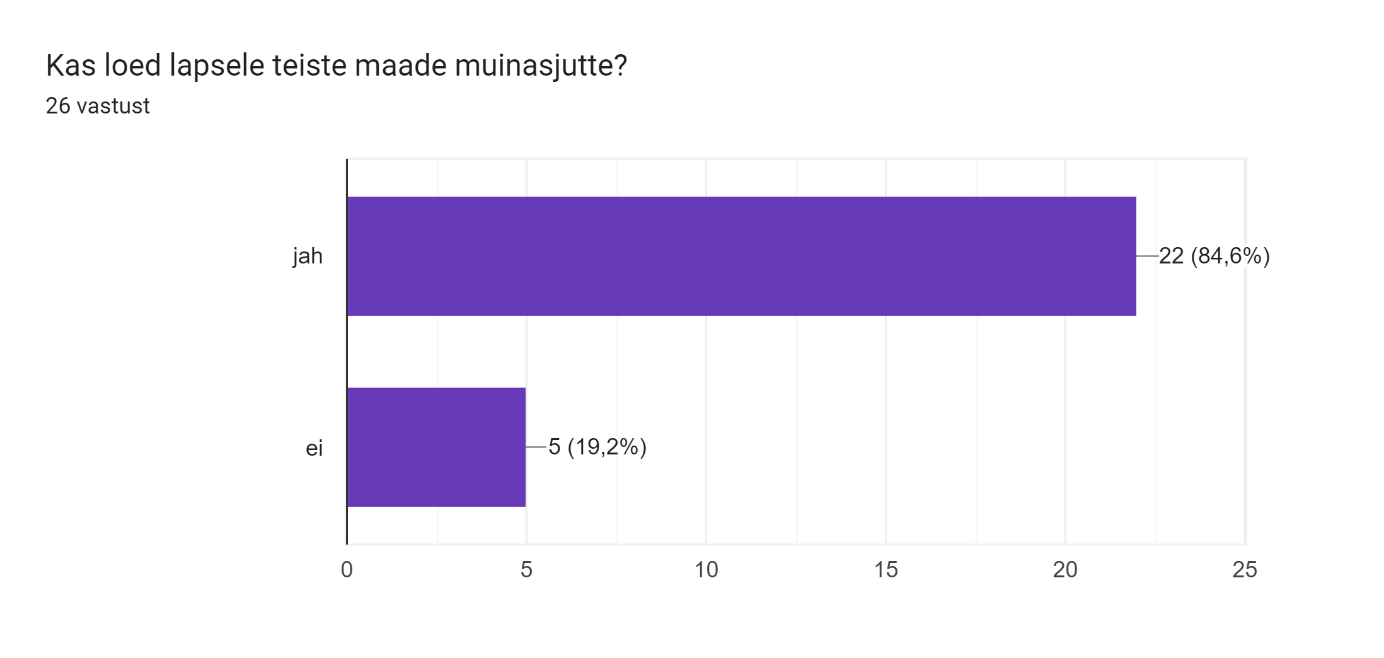 Kas loed lapsele teiste maade muinasjutte?
26 vastust
jah
22 (84,6%)
ei
5 (19,2%)
0 5 10 15 20 25